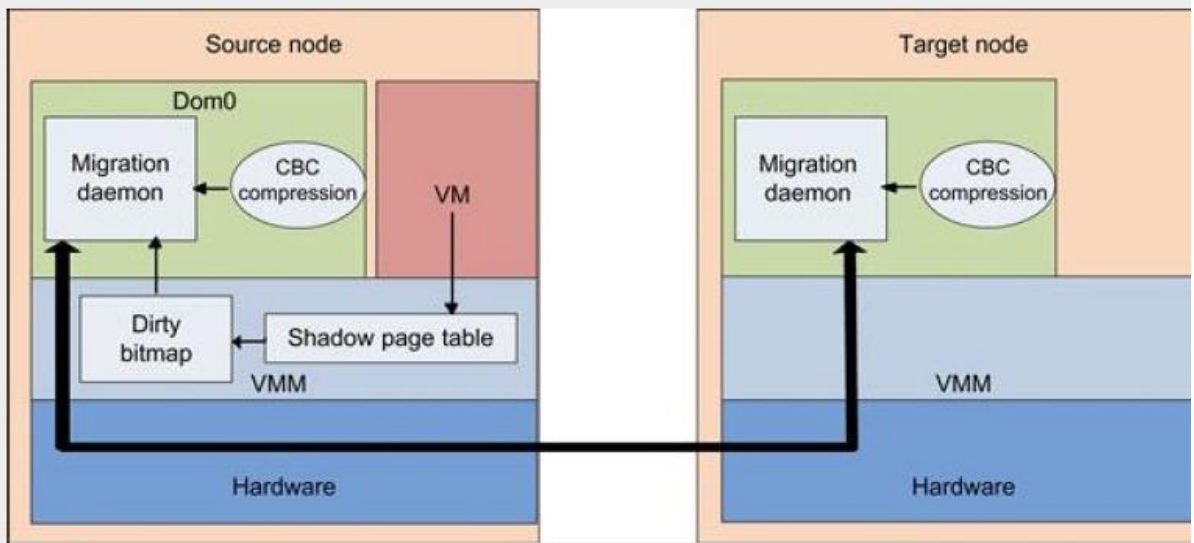 Source node
Dom0
Migration
daemon
CBC
compression
VM
Dirty
bitmap
Shadow page table
VMM
Hardware
Target node
Migration
daemon
CBC
compression
VMM
Hardware